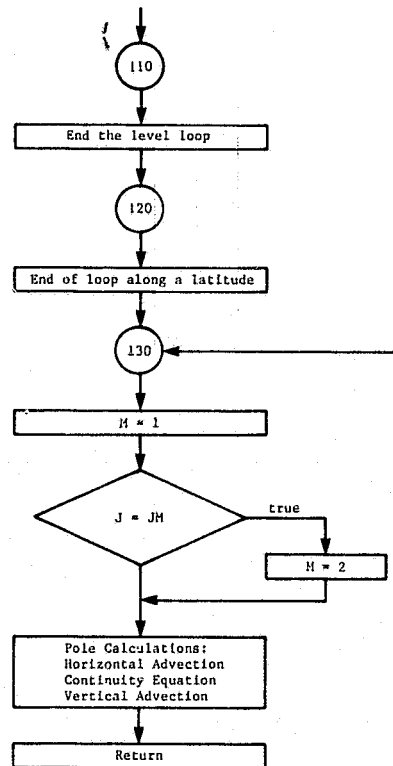 110
End the level loop
120
End of loop along a latitude
130
M = 1
J = JM
true
M = 2
Pole Calculations:
Horizontal Advection
Continuity Equation
Vertical Advection
Return